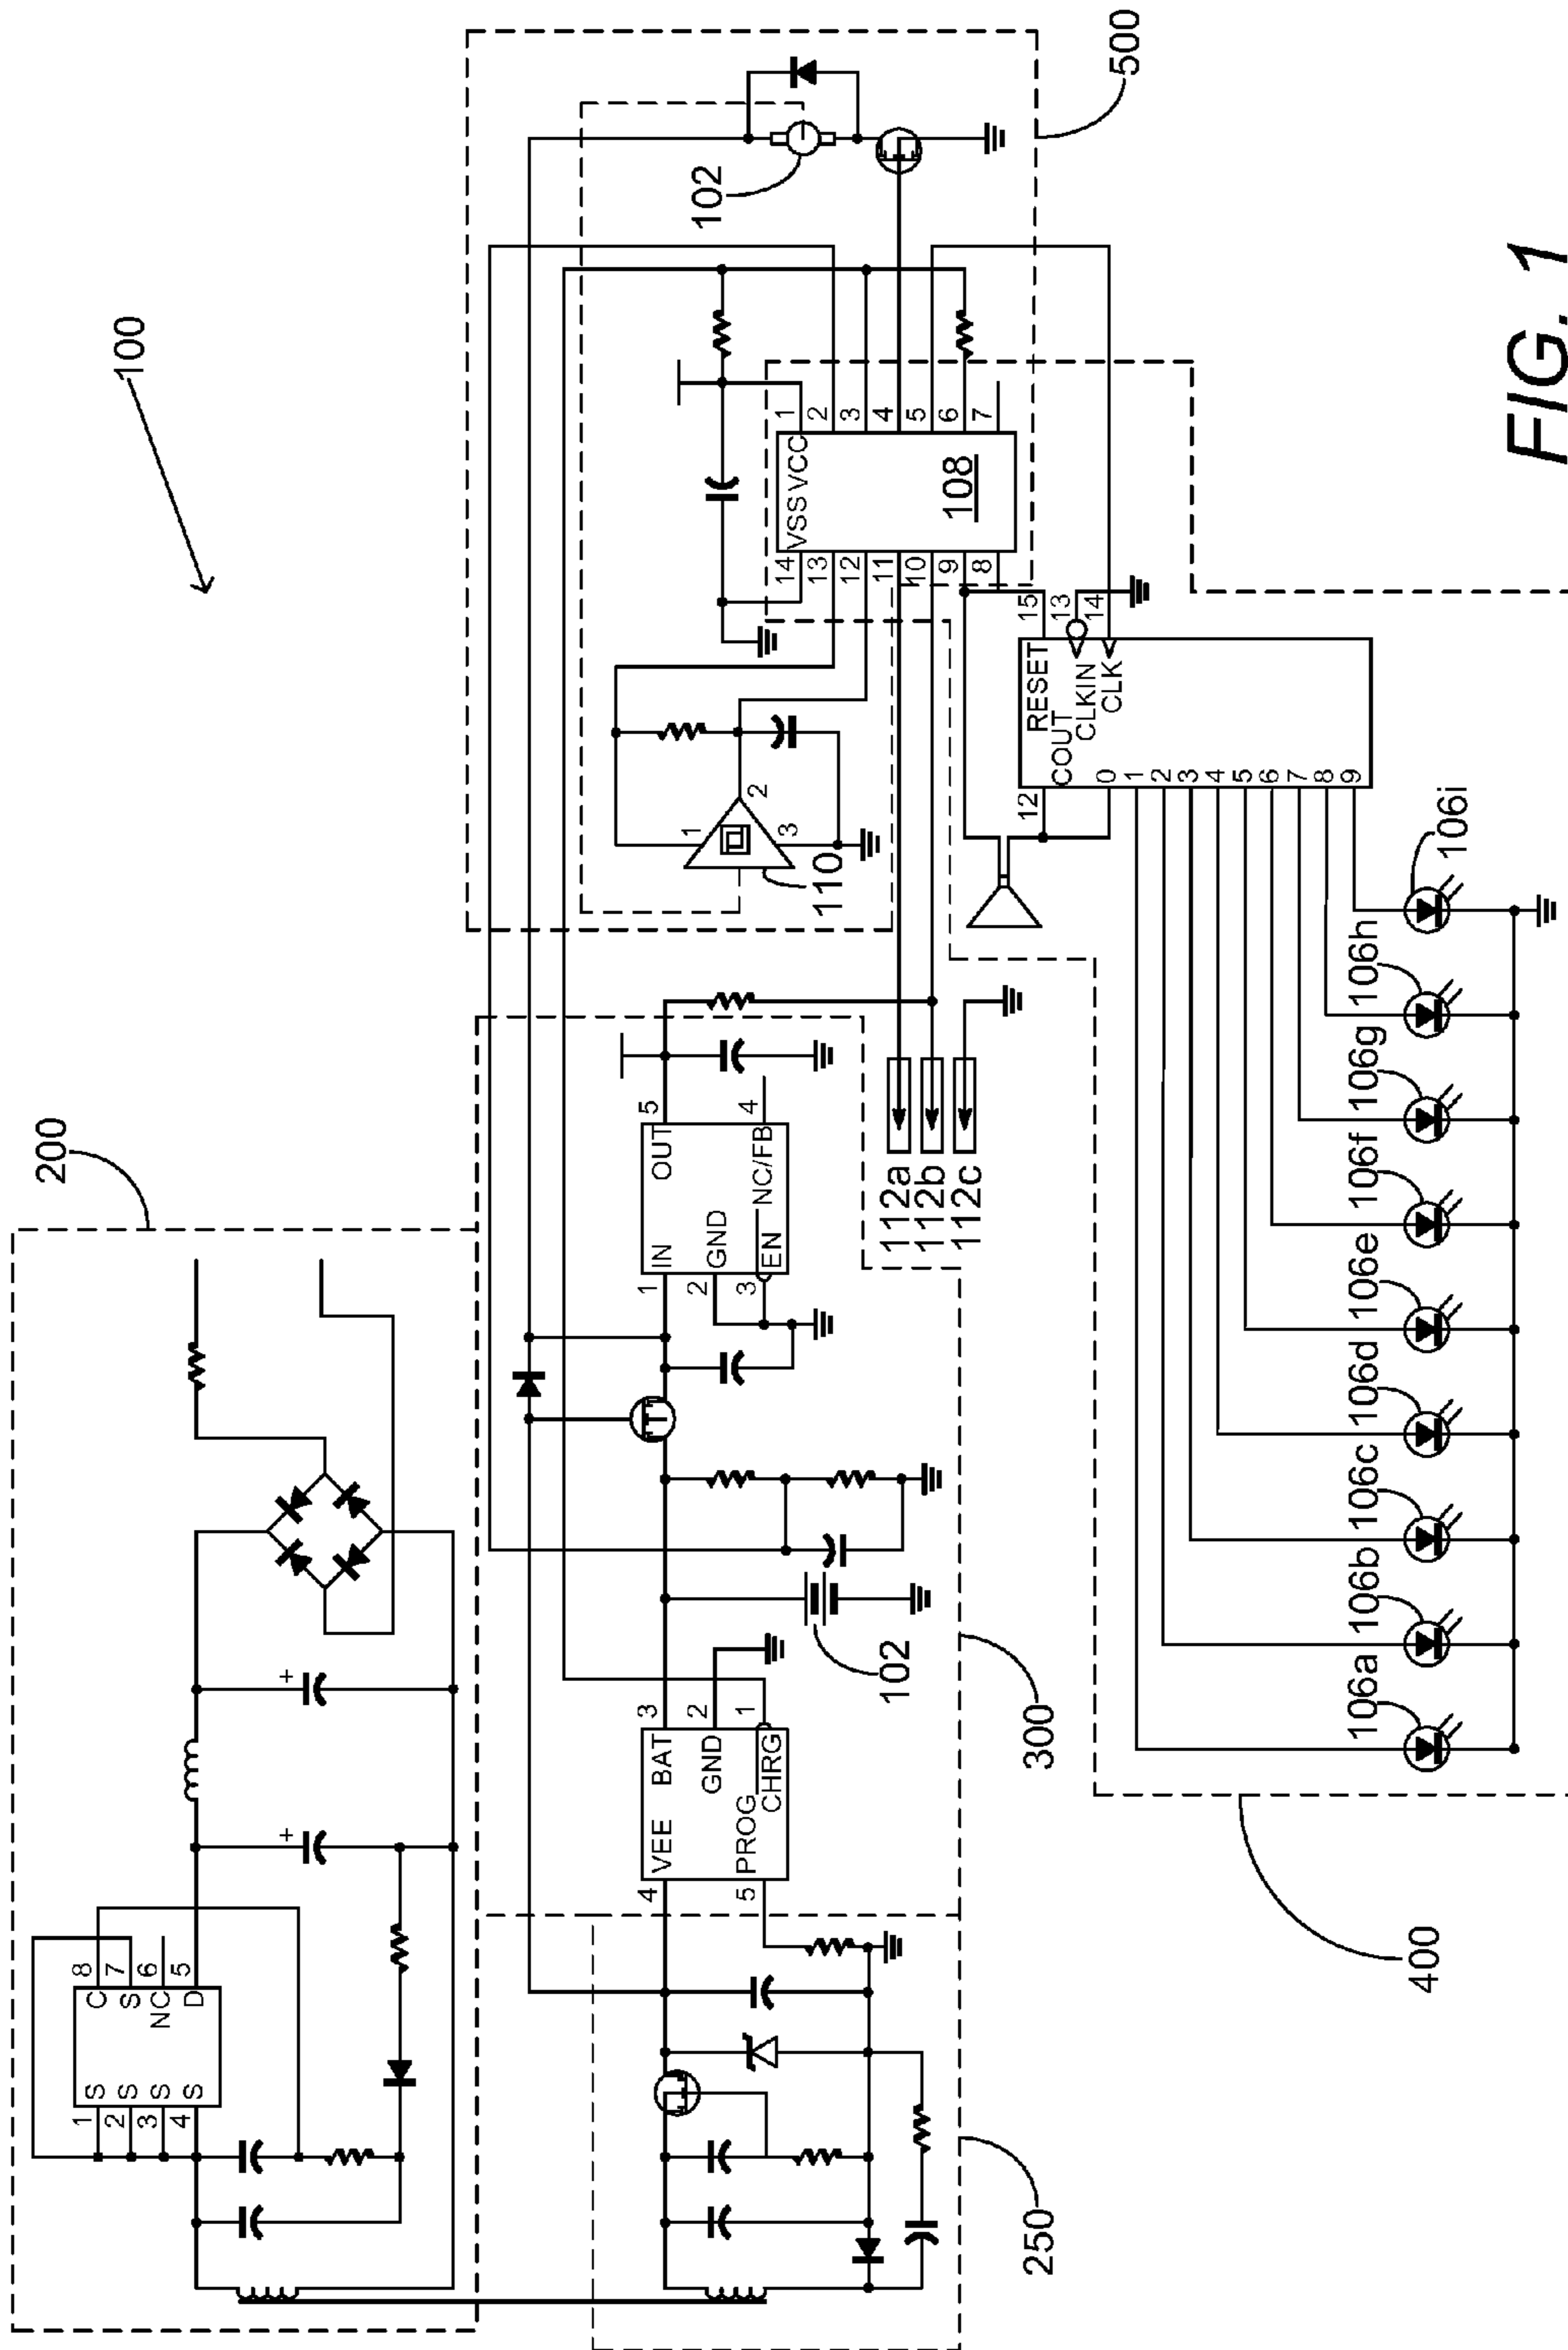 100
200
1 S
2 S
3 S
4 S
C 8
S 7
NC 6
D 5
+
+
250
4 VEE
5 PROG
BAT 3
GND 2
CHRG 1
102
300
1 IN
2 GND
3 EN
OUT 5
NC/FB 4
112a
112b
112c
110
1
2
3
14 VSS
13
12
11
10
9
8
VCC 1
2
3
4
5
6
7
108
102
500
RESET 15
CLKIN 13
CLK 14
12 COUT
0
1
2
3
4
5
6
7
8
9
106a
106b
106c
106d
106e
106f
106g
106h
106i
400
FIG. 1